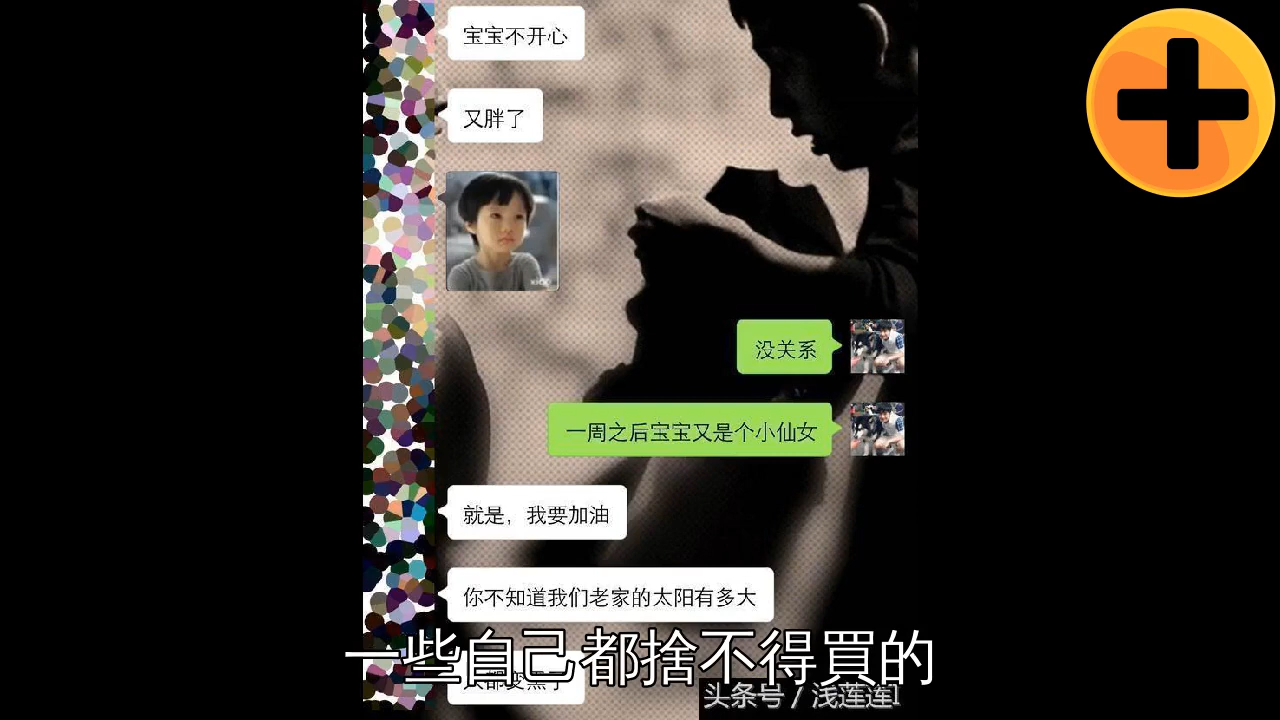 宝宝不开心
又胖了
没关系
一周之后宝宝又是个小仙女
就是，我要加油
你不知道我们老家的太阳有多大
一些自己都捨不得買的
头条号 / 浅莲连l